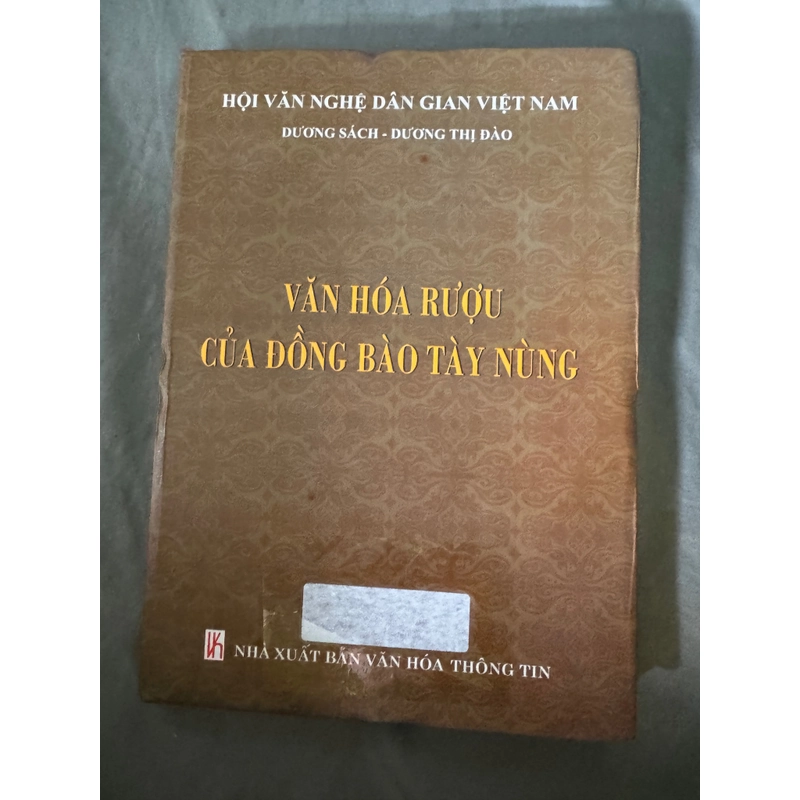 HỘI VĂN NGHỆ DÂN GIAN VIỆT NAM
DƯƠNG SÁCH - DƯƠNG THỊ ĐÀO
VĂN HÓA RƯỢU
CỦA ĐỒNG BÀO TÀY NÙNG
NHÀ XUẤT BẢN VĂN HÓA THÔNG TIN